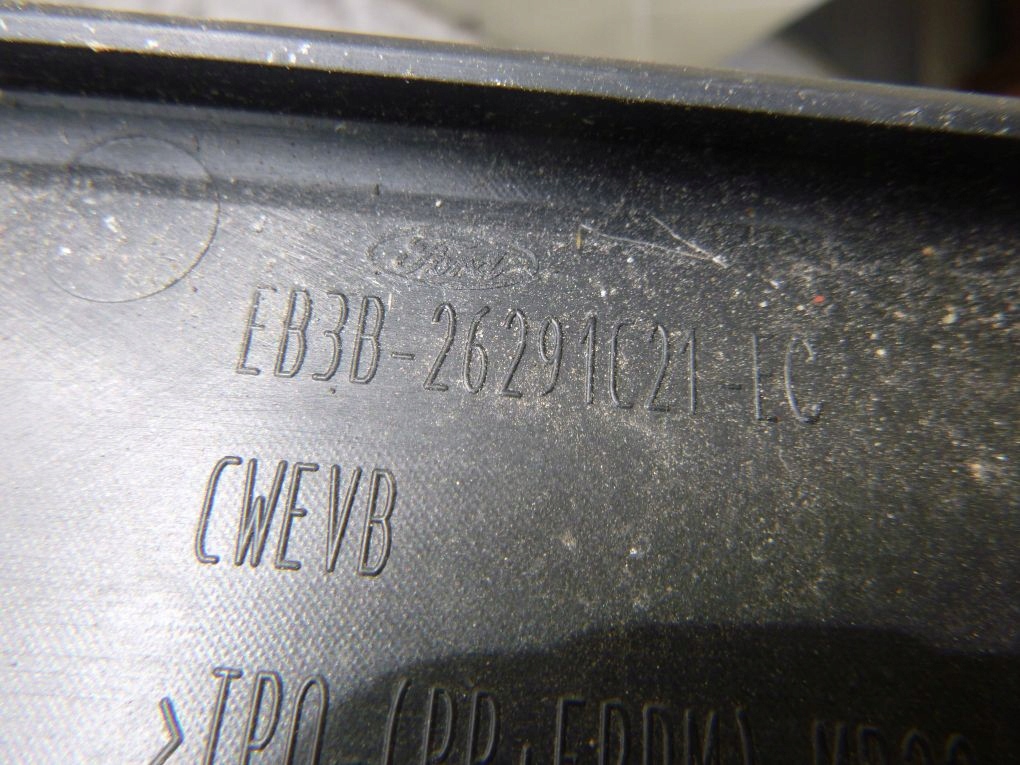 Ford
EB3B-26291C21-EC
CWEVB
>TPO-(PP+EPDM)